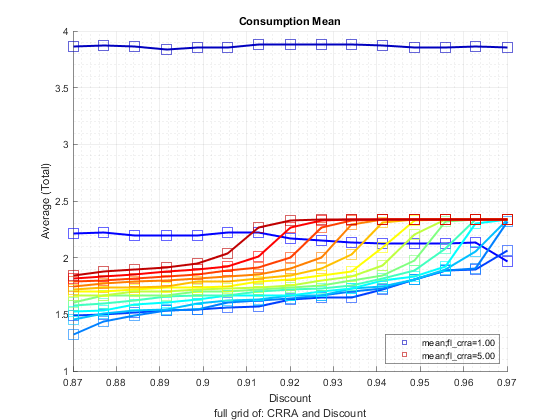 Consumption Mean
4
3.5
3
2.5
2
1.5
1
Average (Total)
0.87 0.88 0.89 0.9 0.91 0.92 0.93 0.94 0.95 0.96 0.97
Discount
full grid of: CRRA and Discount
mean;fl_crra=1.00
mean;fl_crra=5.00